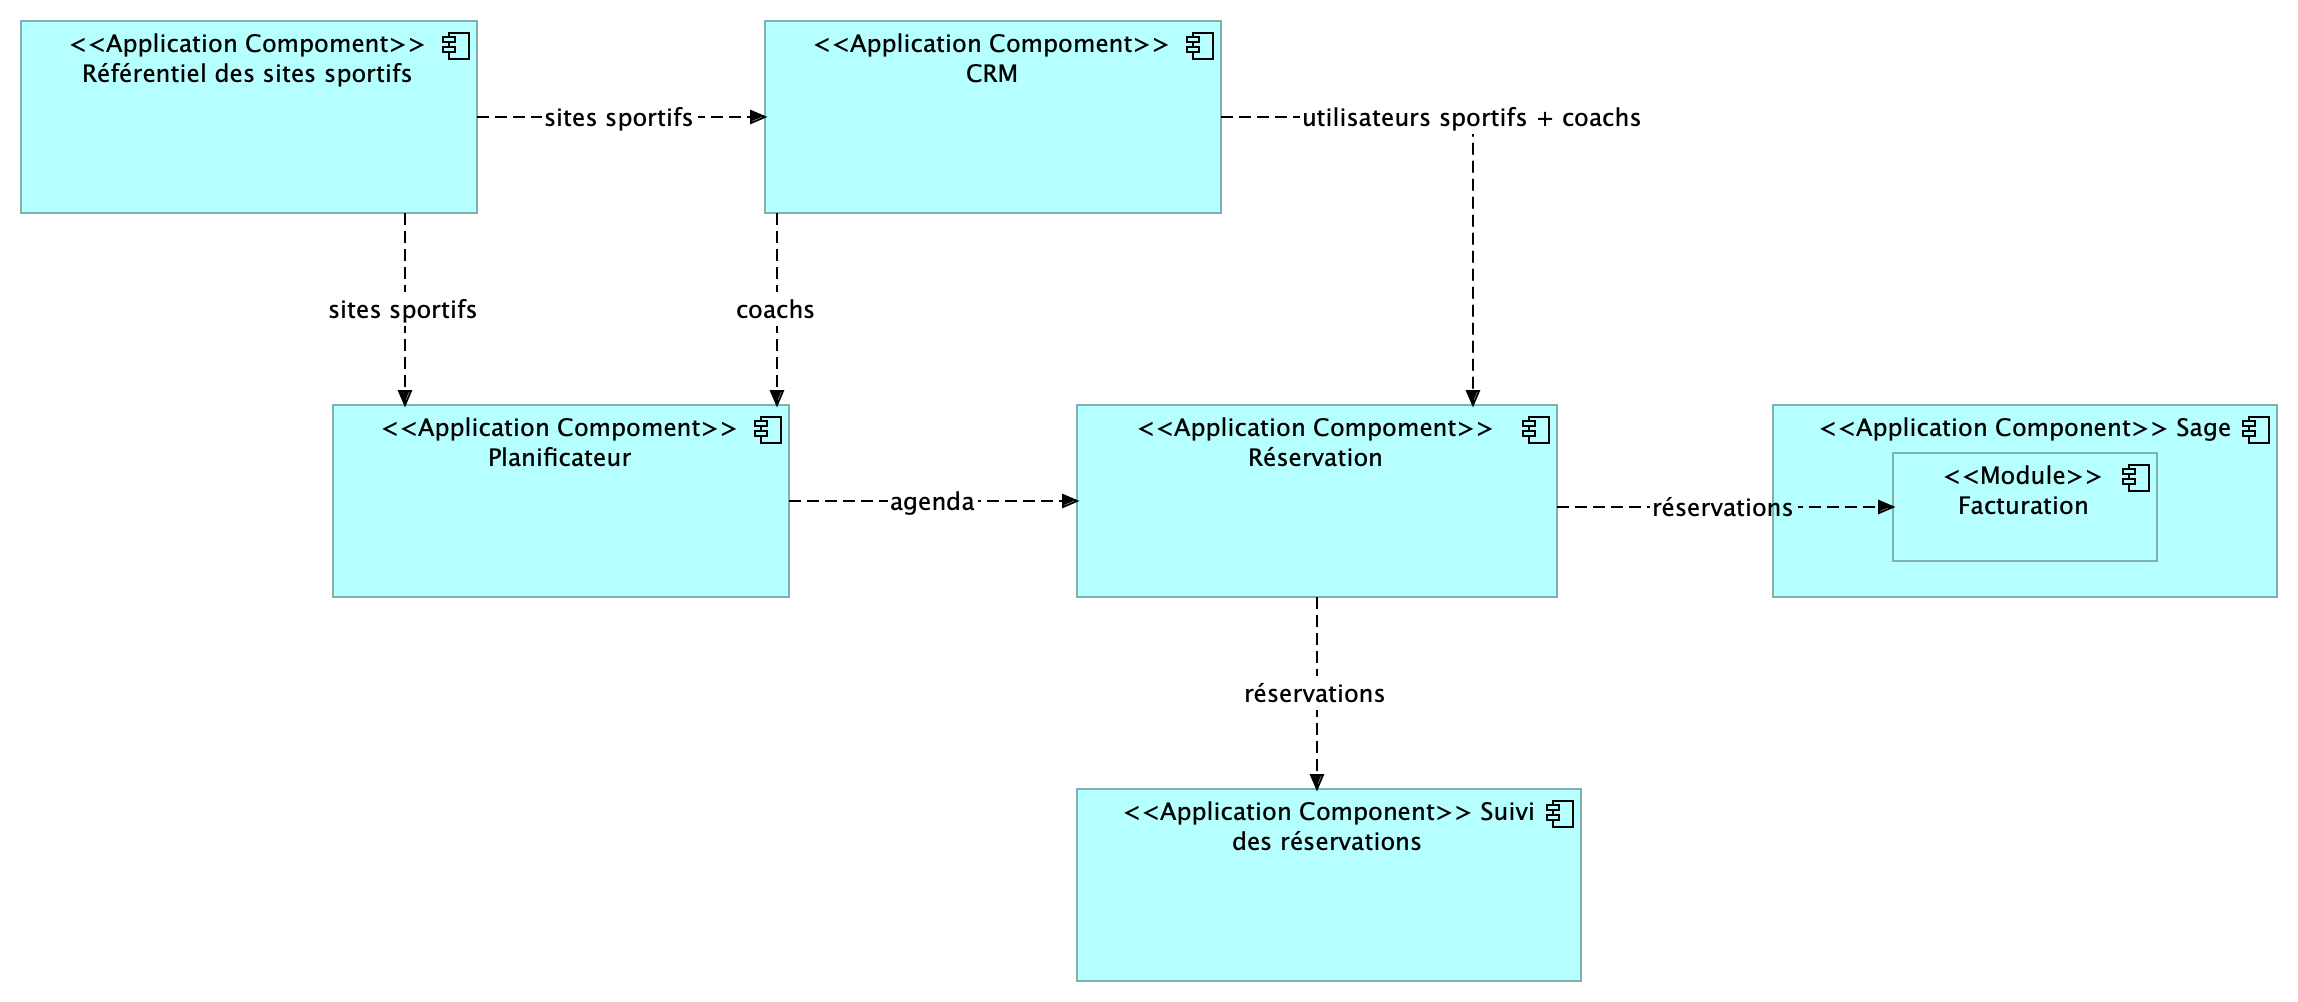 <<Application Compoment>>
Référentiel des sites sportifs
<<Application Compoment>>
CRM
sites sportifs
utilisateurs sportifs + coachs
sites sportifs
coachs
<<Application Compoment>>
Planificateur
<<Application Compoment>>
Réservation
<<Application Component>> Sage
<<Module>>
Facturation
agenda
réservations
réservations
<<Application Component>> Suivi
des réservations